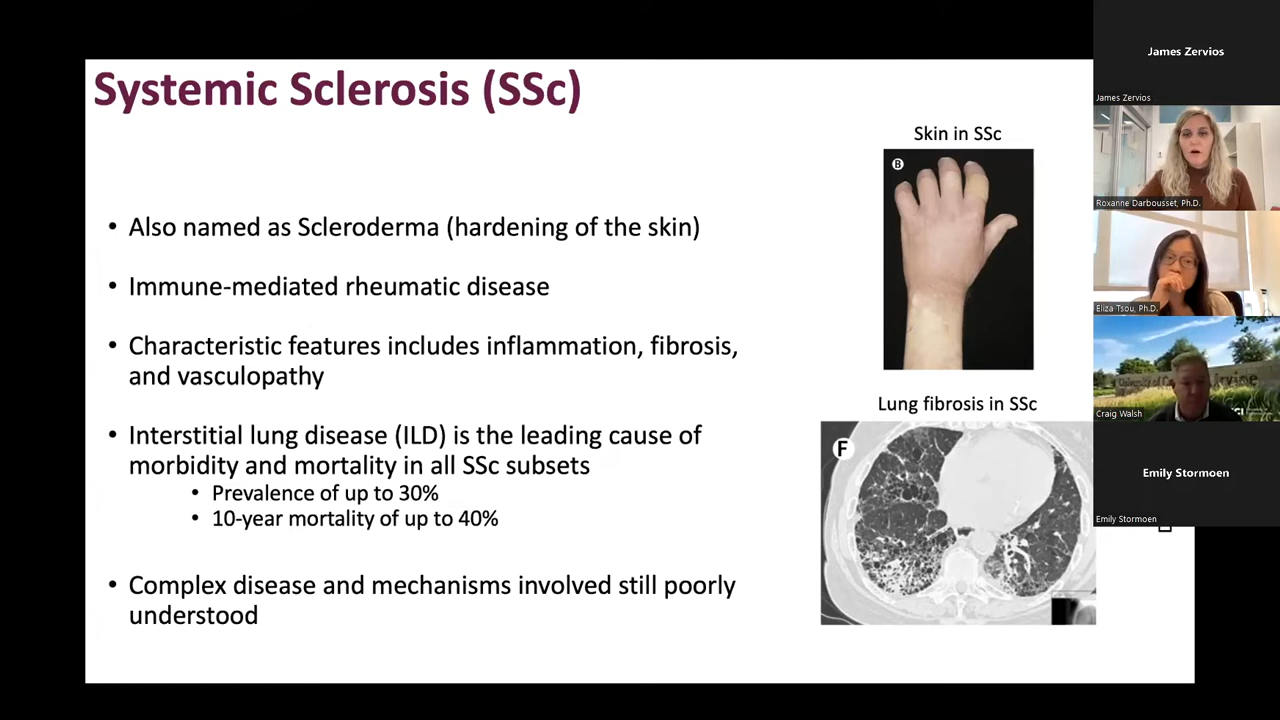 Systemic Sclerosis (SSc)
• Also named as Scleroderma (hardening of the skin)
• Immune-mediated rheumatic disease
• Characteristic features includes inflammation, fibrosis,
and vasculopathy
• Interstitial lung disease (ILD) is the leading cause of
morbidity and mortality in all SSc subsets
• Prevalence of up to 30%
• 10-year mortality of up to 40%
• Complex disease and mechanisms involved still poorly
understood
Skin in SSc
B
Lung fibrosis in SSc
F
James Zervios
James Zervios
Roxanne Darbousset, Ph.D.
Eliza Tsou, Ph.D.
Craig Walsh
Emily Stormoen
Emily Stormoen